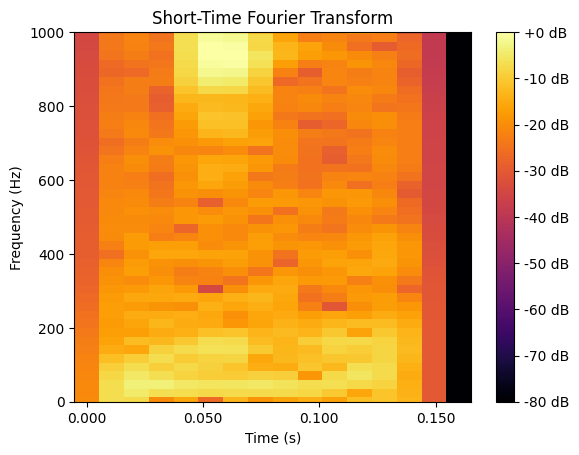 Short-Time Fourier Transform
1000
800
600
400
200
0
Frequency (Hz)
0.000
0.050
0.100
0.150
Time (s)
+0 dB
-10 dB
-20 dB
-30 dB
-40 dB
-50 dB
-60 dB
-70 dB
-80 dB